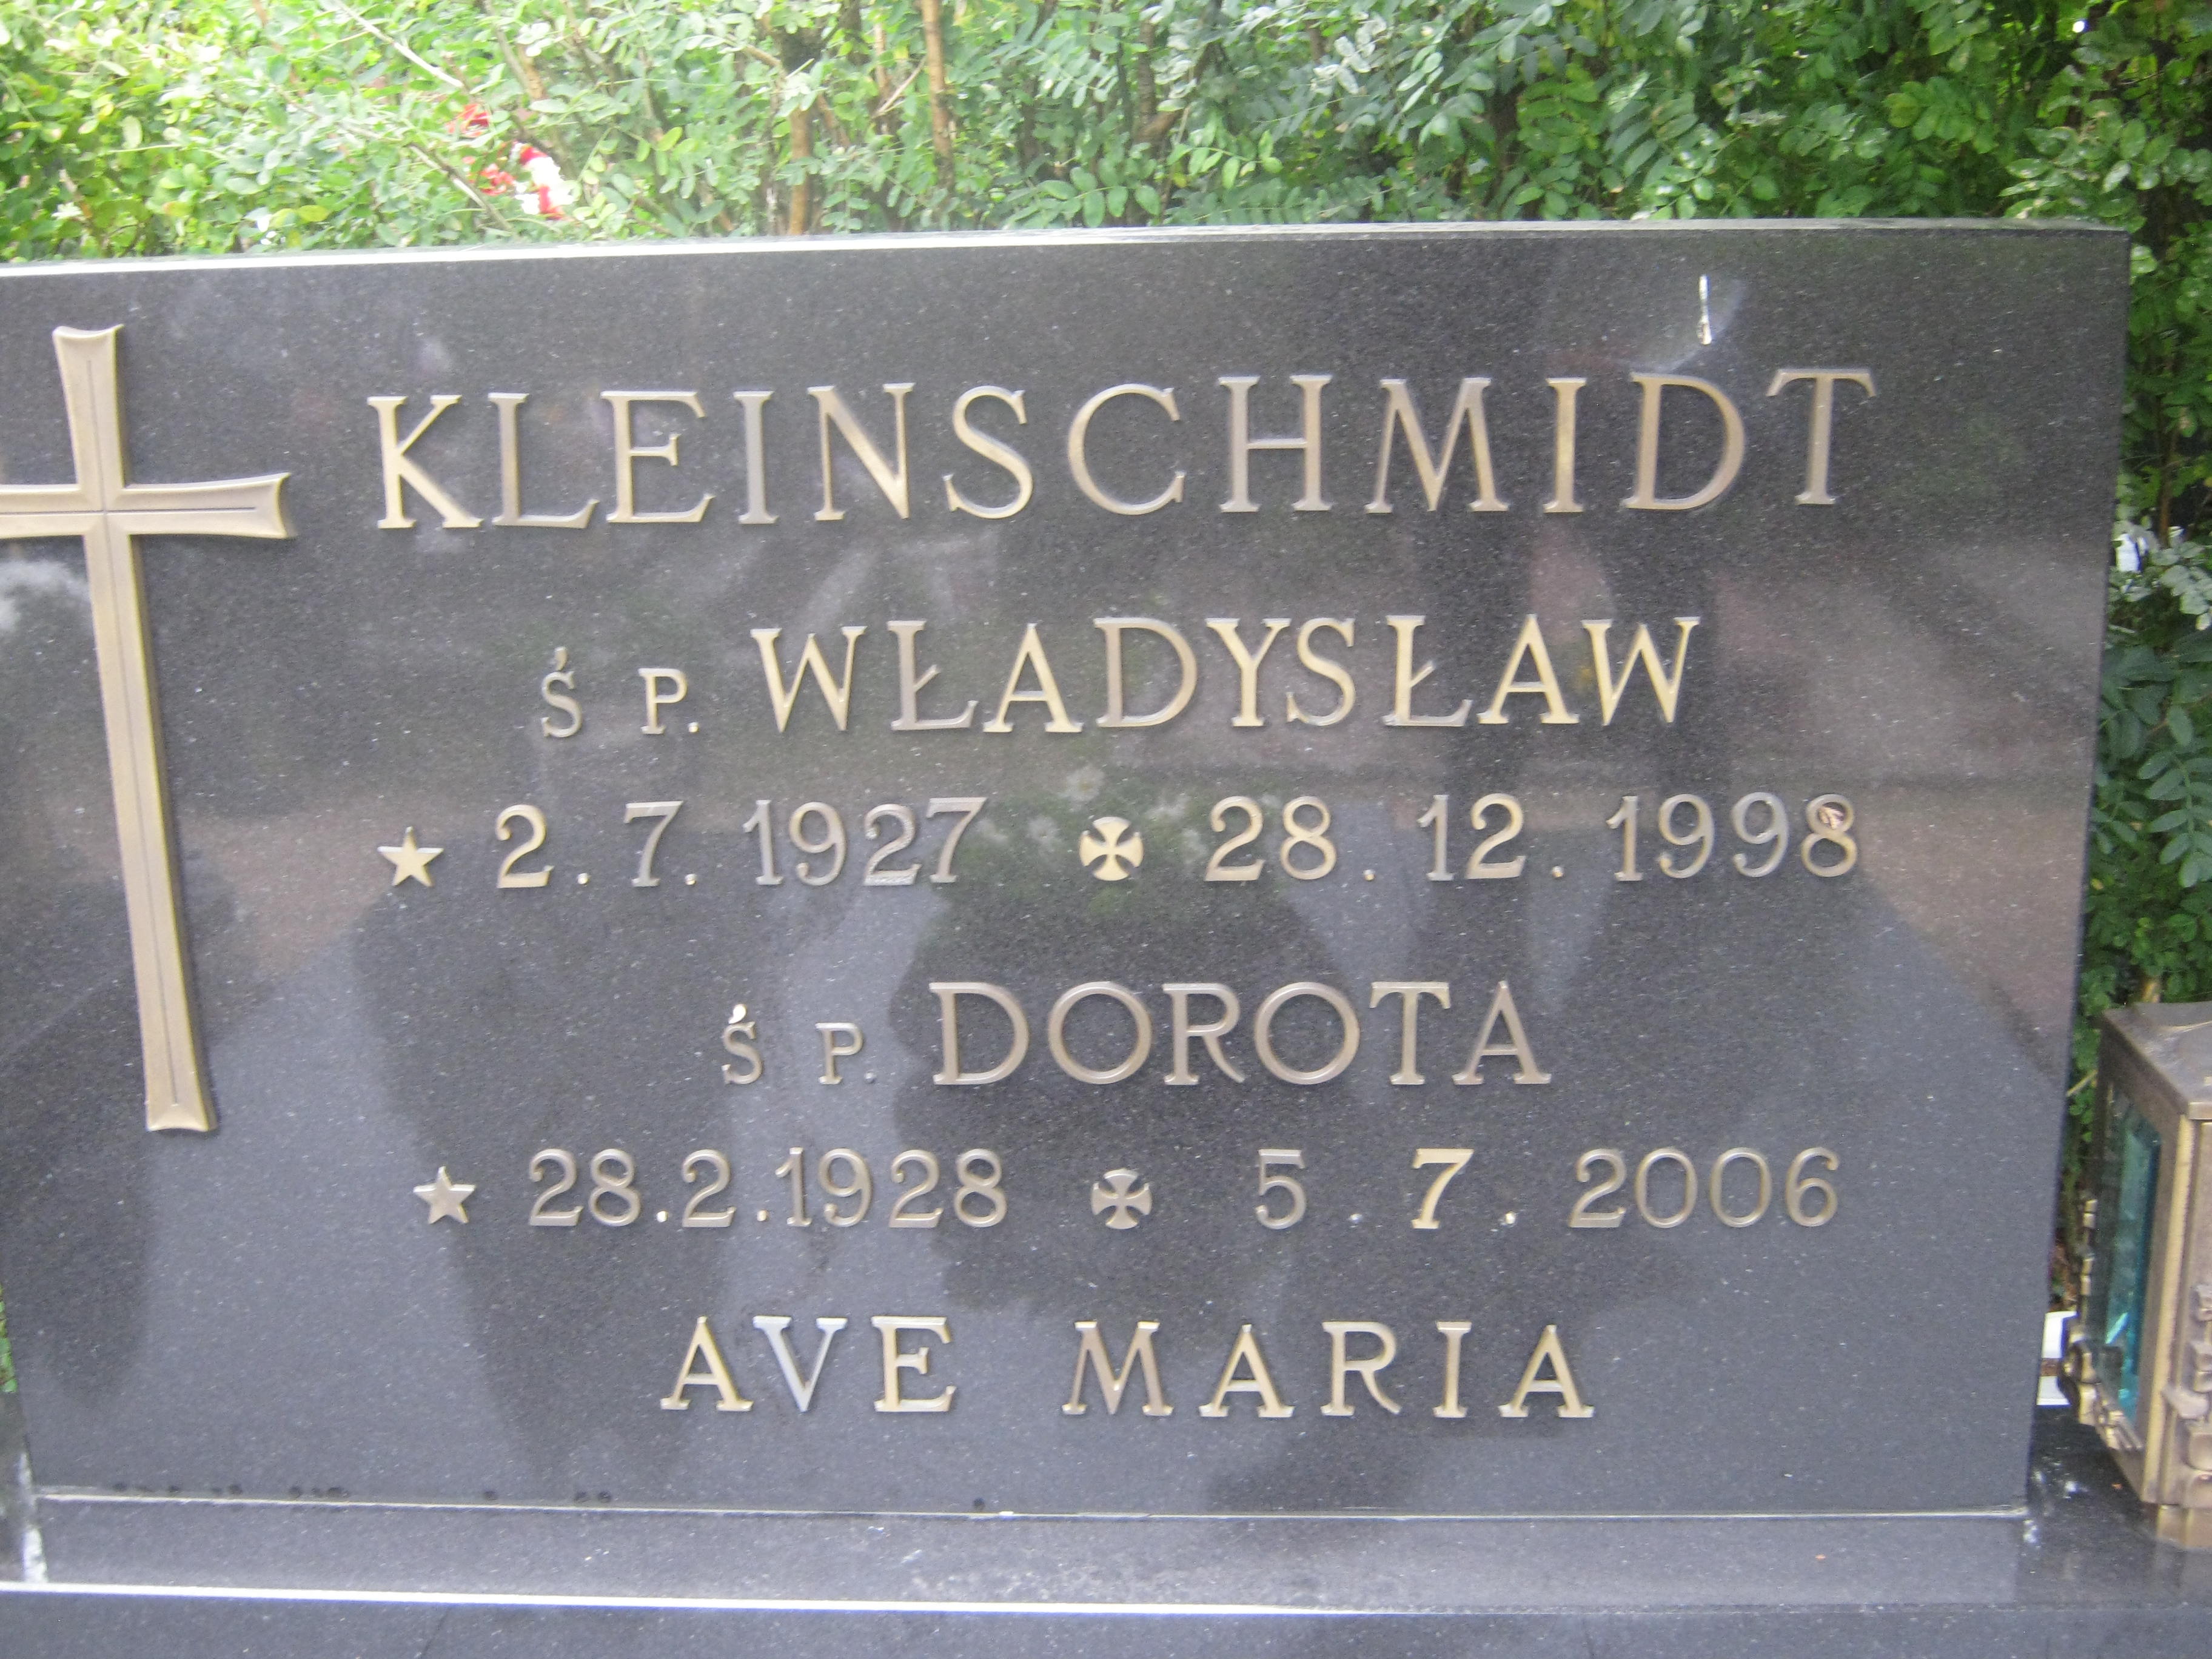 KLEINSCHMIDT
Ś P. WŁADYSŁAW
★ 2.7.1927 ✠ 28.12.1998
Ś P. DOROTA
★ 28.2.1928 ✠ 5.7.2006
AVE MARIA